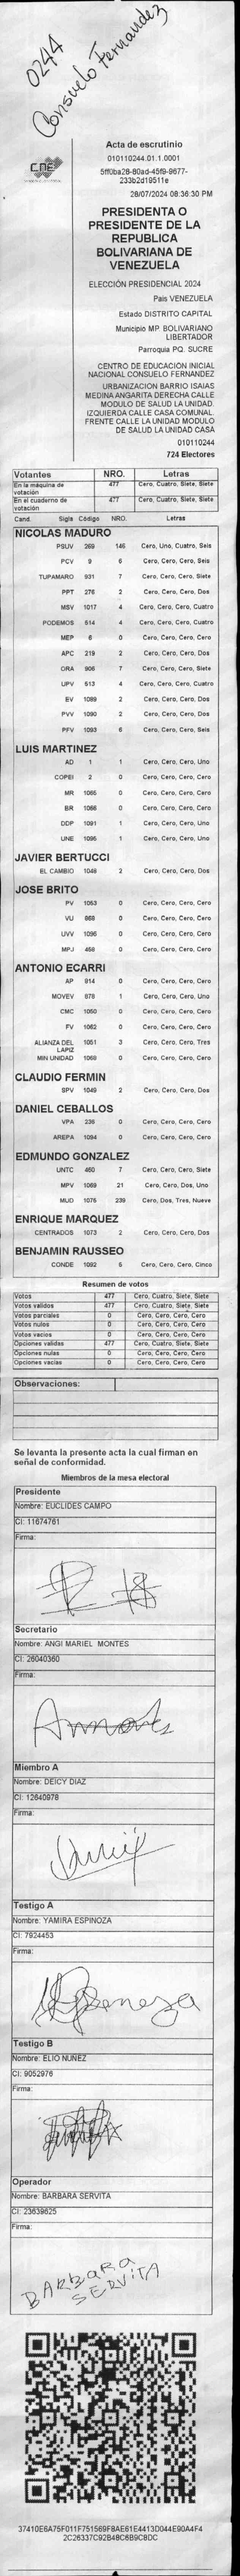 0244
Consuelo Fernandez
CNE
Acta de escrutinio
010110244.01.1.0001
5ff0ba28-80ad-45f9-9677-
233b2d19511e
28/07/2024 08:36:30 PM
PRESIDENTA O
PRESIDENTE DE LA
REPUBLICA
BOLIVARIANA DE
VENEZUELA
ELECCIÓN PRESIDENCIAL 2024
Pais VENEZUELA
Estado DISTRITO CAPITAL
Municipio MP. BOLIVARIANO
LIBERTADOR
Parroquia PQ. SUCRE
CENTRO DE EDUCACION INICIAL
NACIONAL CONSUELO FERNANDEZ
URBANIZACION BARRIO ISAIAS
MEDINA ANGARITA DERECHA CALLE
MODULO DE SALUD LA UNIDAD.
IZQUIERDA CALLE CASA COMUNAL.
FRENTE CALLE LA UNIDAD MODULO
DE SALUD LA UNIDAD CASA
010110244
724 Electores
Votantes NRO. Letras
En la máquina de votación 477 Cero, Cuatro, Siete, Siete
En el cuaderno de votación 477 Cero, Cuatro, Siete, Siete
Cand. Sigla Código NRO. Letras
NICOLAS MADURO
PSUV 269 146 Cero, Uno, Cuatro, Seis
PCV 9 6 Cero, Cero, Cero, Seis
TUPAMARO 931 7 Cero, Cero, Cero, Siete
PPT 276 2 Cero, Cero, Cero, Dos
MSV 1017 4 Cero, Cero, Cero, Cuatro
PODEMOS 514 4 Cero, Cero, Cero, Cuatro
MEP 6 0 Cero, Cero, Cero, Cero
APC 219 2 Cero, Cero, Cero, Dos
ORA 906 7 Cero, Cero, Cero, Siete
UPV 513 4 Cero, Cero, Cero, Cuatro
EV 1089 2 Cero, Cero, Cero, Dos
PVV 1090 2 Cero, Cero, Cero, Dos
PFV 1093 6 Cero, Cero, Cero, Seis
LUIS MARTINEZ
AD 1 1 Cero, Cero, Cero, Uno
COPEI 2 0 Cero, Cero, Cero, Cero
MR 1065 0 Cero, Cero, Cero, Cero
BR 1066 0 Cero, Cero, Cero, Cero
DDP 1091 1 Cero, Cero, Cero, Uno
UNE 1095 1 Cero, Cero, Cero, Uno
JAVIER BERTUCCI
EL CAMBIO 1048 2 Cero, Cero, Cero, Dos
JOSE BRITO
PV 1053 0 Cero, Cero, Cero, Cero
VU 868 0 Cero, Cero, Cero, Cero
UVV 1096 0 Cero, Cero, Cero, Cero
MPJ 458 0 Cero, Cero, Cero, Cero
ANTONIO ECARRI
AP 914 0 Cero, Cero, Cero, Cero
MOVEV 878 1 Cero, Cero, Cero, Uno
CMC 1050 0 Cero, Cero, Cero, Cero
FV 1062 0 Cero, Cero, Cero, Cero
ALIANZA DEL LAPIZ 1051 3 Cero, Cero, Cero, Tres
MIN UNIDAD 1069 0 Cero, Cero, Cero, Cero
CLAUDIO FERMIN
SPV 1049 2 Cero, Cero, Cero, Dos
DANIEL CEBALLOS
VPA 236 0 Cero, Cero, Cero, Cero
AREPA 1094 0 Cero, Cero, Cero, Cero
EDMUNDO GONZALEZ
UNTC 460 7 Cero, Cero, Cero, Siete
MPV 1069 21 Cero, Cero, Dos, Uno
MUD 1075 239 Cero, Dos, Tres, Nueve
ENRIQUE MARQUEZ
CENTRADOS 1073 2 Cero, Cero, Cero, Dos
BENJAMIN RAUSSEO
CONDE 1092 5 Cero, Cero, Cero, Cinco
Resumen de votos
Votos 477 Cero, Cuatro, Siete, Siete
Votos validos 477 Cero, Cuatro, Siete, Siete
Votos parciales 0 Cero, Cero, Cero, Cero
Votos nulos 0 Cero, Cero, Cero, Cero
Votos vacios 0 Cero, Cero, Cero, Cero
Opciones validas 477 Cero, Cuatro, Siete, Siete
Opciones nulas 0 Cero, Cero, Cero, Cero
Opciones vacias 0 Cero, Cero, Cero, Cero
Observaciones:
Se levanta la presente acta la cual firman en
señal de conformidad.
Miembros de la mesa electoral
Presidente
Nombre: EUCLIDES CAMPO
CI: 11674761
Firma:
Secretario
Nombre: ANGI MARIEL MONTES
CI: 26040360
Firma:
Miembro A
Nombre: DEICY DIAZ
CI: 12640978
Firma:
Testigo A
Nombre: YAMIRA ESPINOZA
CI: 7924453
Firma:
Testigo B
Nombre: ELIO NUNEZ
CI: 9052976
Firma:
Operador
Nombre: BARBARA SERVITA
CI: 23639625
Firma:
BARBARA
SERVITA
37410E6A75F011F751569F8AE61E4413D044E90A4F4
2C26337C92B48C6B9C8DC